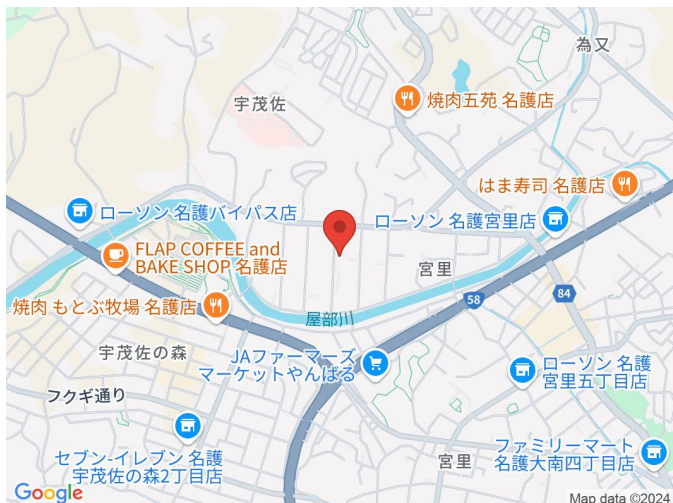 為又
宇茂佐
焼肉五苑 名護店
はま寿司 名護店
ローソン 名護バイパス店
ローソン 名護宮里店
FLAP COFFEE and
BAKE SHOP 名護店
宮里
58
84
焼肉 もとぶ牧場 名護店
屋部川
宇茂佐の森
JAファーマーズ
マーケットやんばる
ローソン 名護
宮里五丁目店
フクギ通り
セブン-イレブン 名護
宇茂佐の森2丁目店
宮里
ファミリーマート
名護大南四丁目店
Google
Map data ©2024